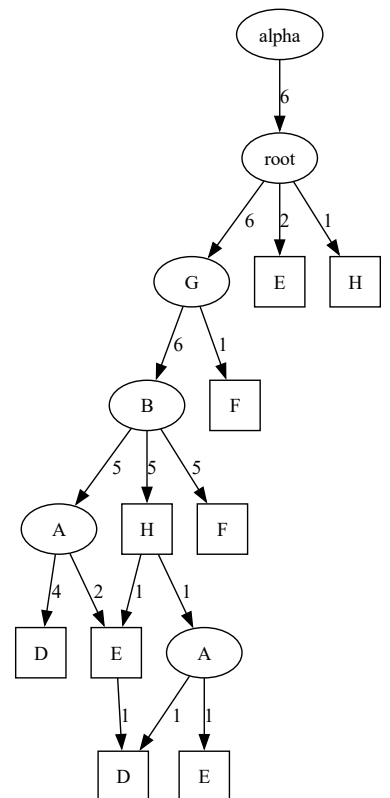 alpha
6
root
6 2 1
G E H
6 1
B F
5 5 5
A H F
4 2 1 1
D E A
1 1 1
D E